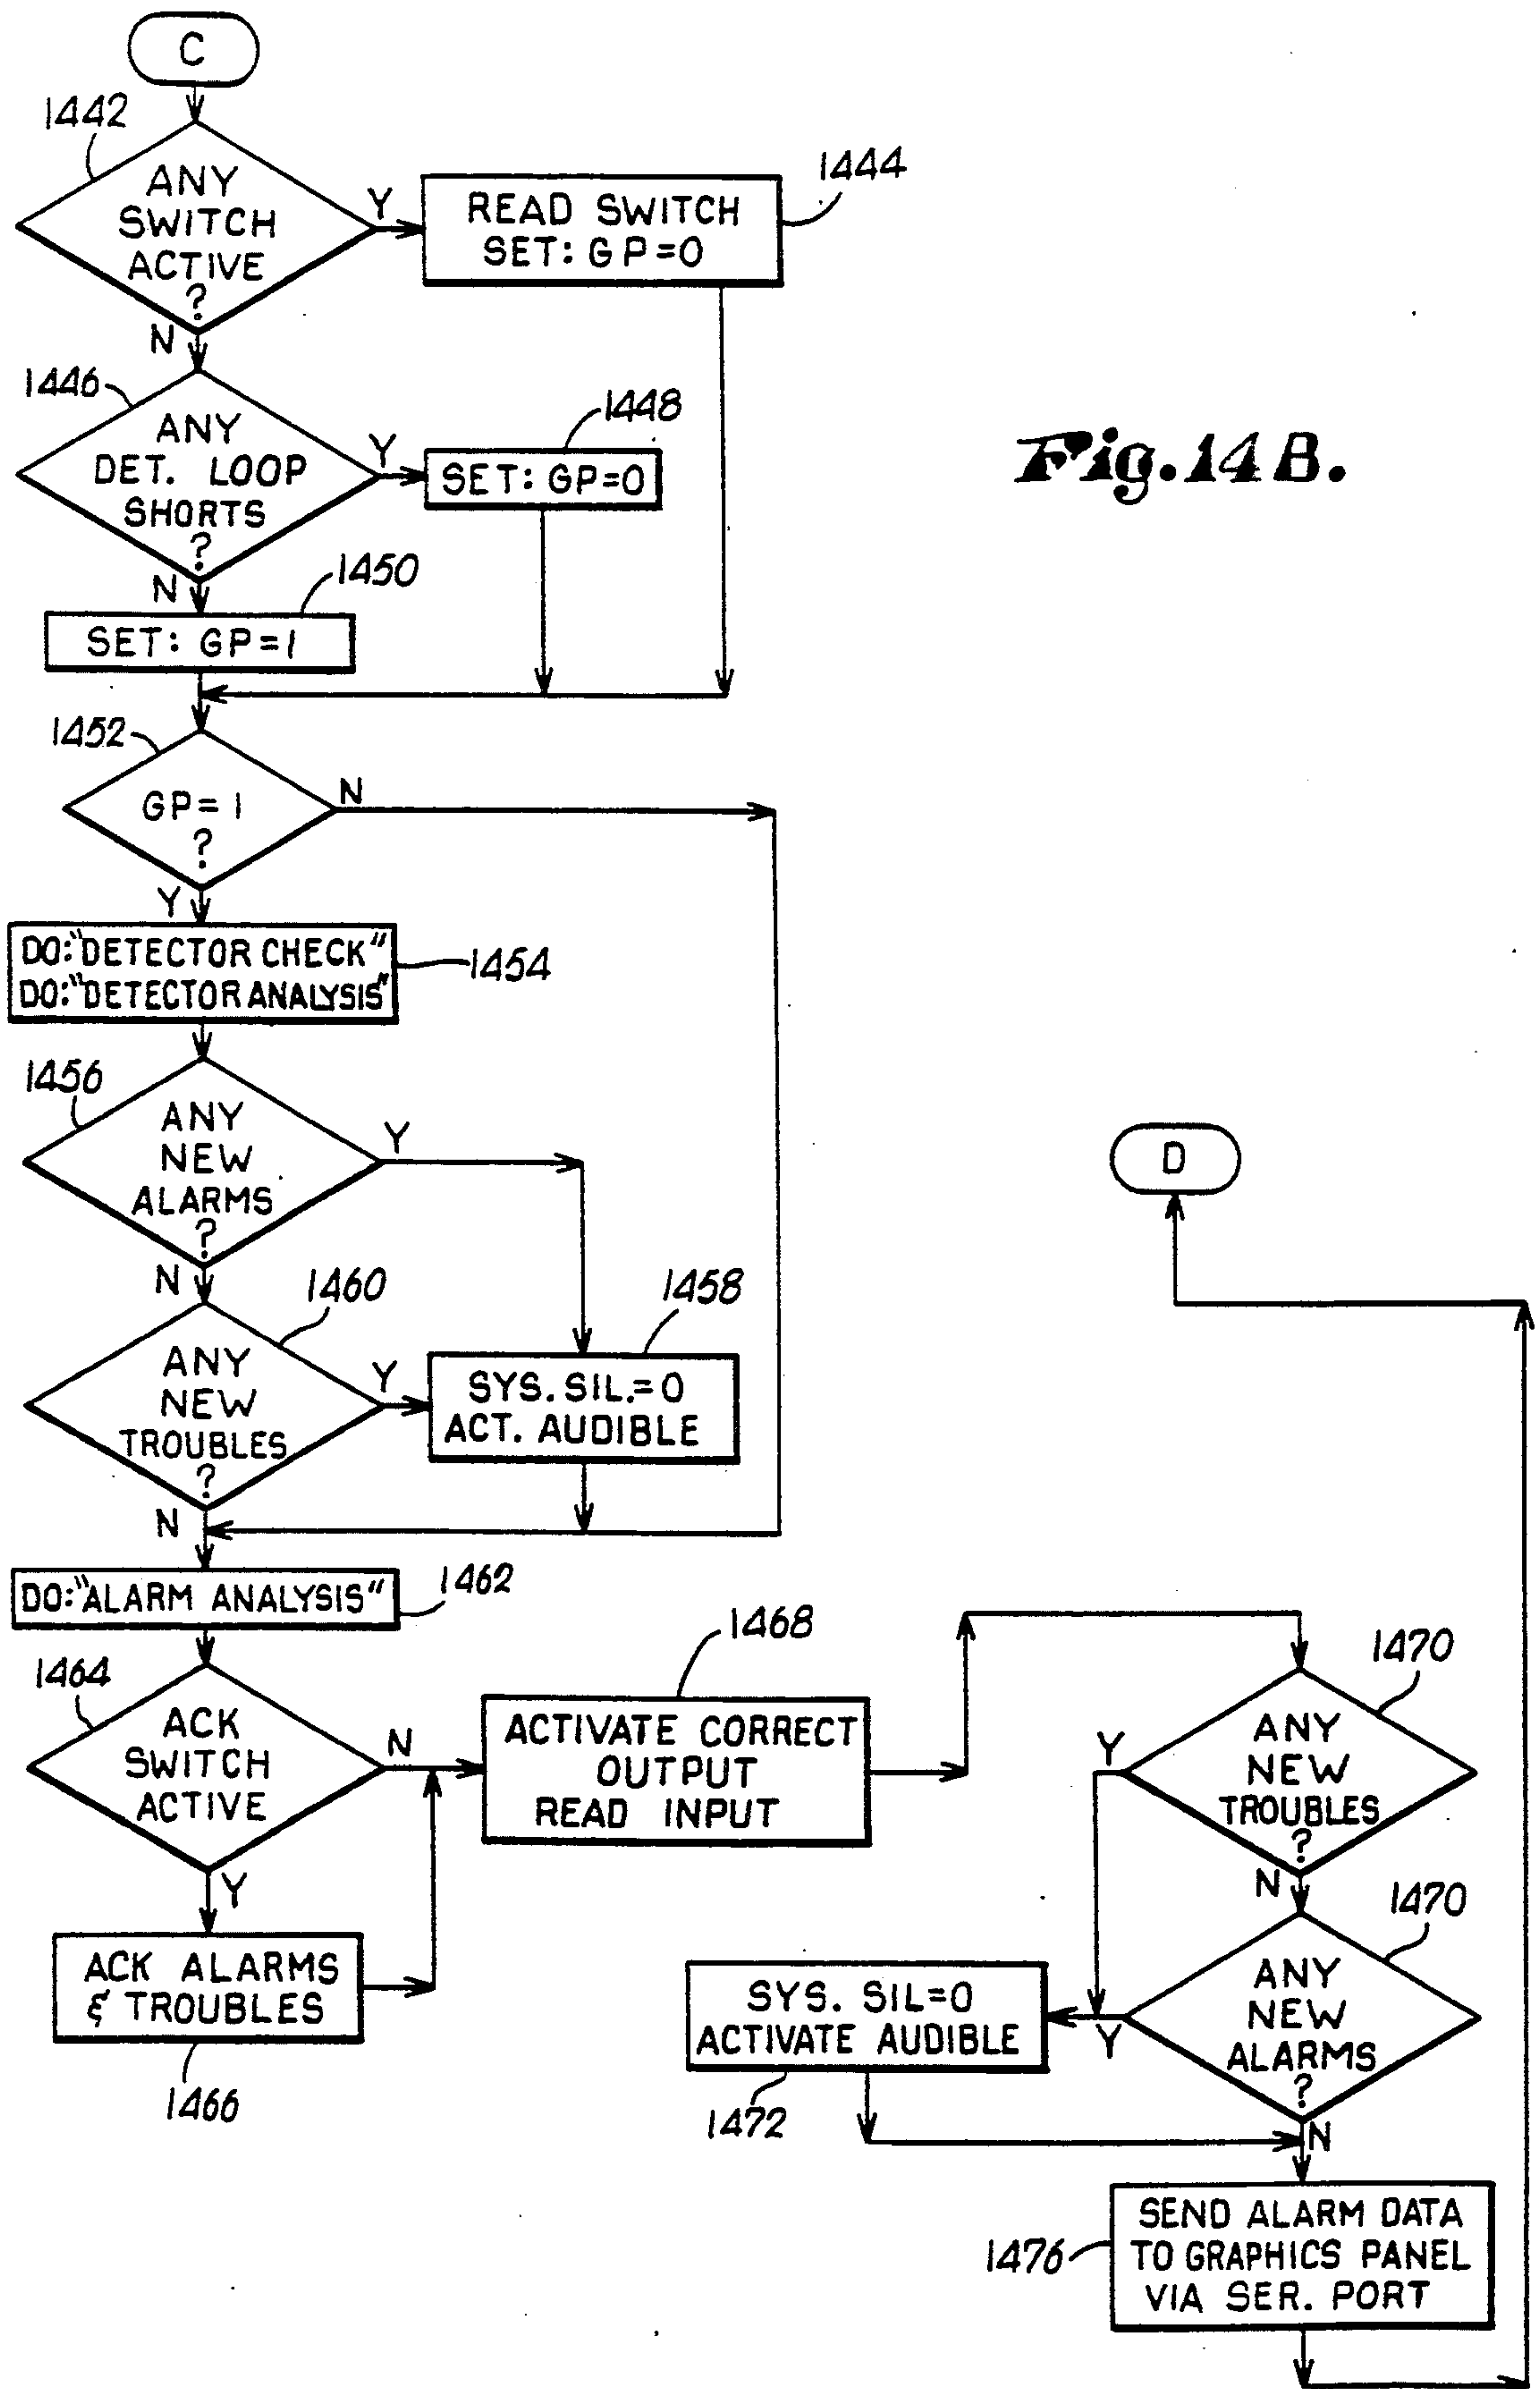 C
1442
ANY
SWITCH
ACTIVE
?
Y
N
READ SWITCH
SET: GP=0
1444
1446
ANY
DET. LOOP
SHORTS
?
Y
N
1448
SET: GP=0
Fig. 14B.
1450
SET: GP=1
1452
GP=1
?
N
Y
DO:"DETECTOR CHECK"
DO:"DETECTOR ANALYSIS"
1454
1456
ANY
NEW
ALARMS
?
Y
N
D
1460
ANY
NEW
TROUBLES
?
Y
N
1458
SYS. SIL.=0
ACT. AUDIBLE
DO:"ALARM ANALYSIS"
1462
1464
ACK
SWITCH
ACTIVE
N
Y
1468
ACTIVATE CORRECT
OUTPUT
READ INPUT
1470
ANY
NEW
TROUBLES
?
Y
N
ACK ALARMS
& TROUBLES
1466
1470
ANY
NEW
ALARMS
?
Y
N
SYS. SIL=0
ACTIVATE AUDIBLE
1472
SEND ALARM DATA
TO GRAPHICS PANEL
VIA SER. PORT
1476